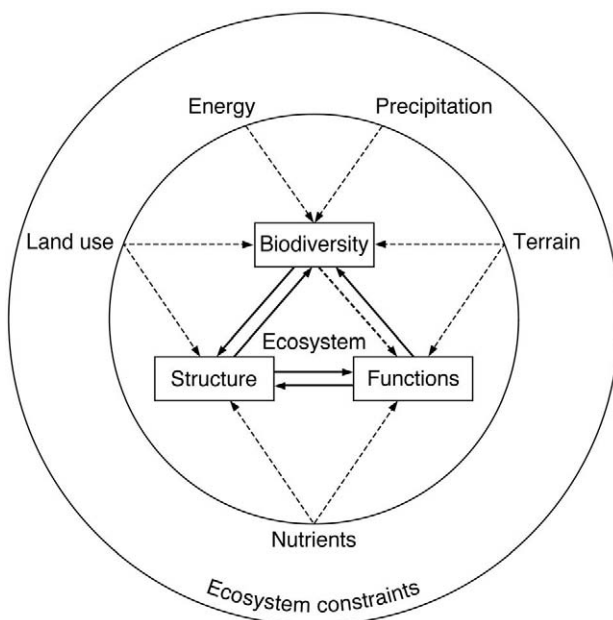 Energy
Precipitation
Land use
Biodiversity
Terrain
Ecosystem
Structure
Functions
Nutrients
Ecosystem constraints